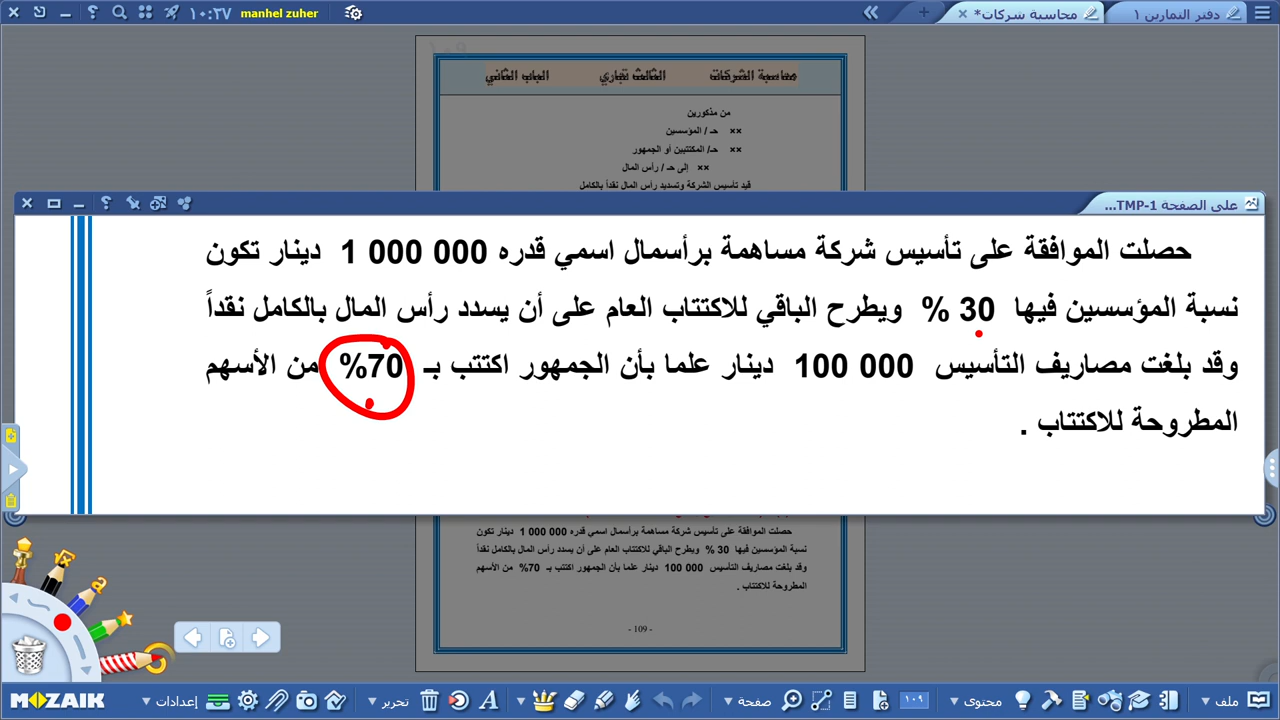 ١٠:٣٧
manhel zuher
محاسبة شركات*
دفتر التمارين ١
محاسبة الشركات الثالث تجاري الباب الثاني
من مذكورين
×× حـ / المؤسسين
×× حـ/ المكتتبين أو الجمهور
×× إلى حـ / رأس المال
قيد تأسيس الشركة وتسديد رأس المال نقداً بالكامل
على الصفحة TMP-1...
حصلت الموافقة على تأسيس شركة مساهمة برأسمال اسمي قدره 000 000 1 دينار تكون
نسبة المؤسسين فيها 30 % ويطرح الباقي للاكتتاب العام على أن يسدد رأس المال بالكامل نقداً
وقد بلغت مصاريف التأسيس 000 100 دينار علما بأن الجمهور اكتتب بـ 70% من الأسهم
المطروحة للاكتتاب .
حصلت الموافقة على تأسيس شركة مساهمة برأسمال اسمي قدره 000 000 1 دينار تكون
نسبة المؤسسين فيها 30 % ويطرح الباقي للاكتتاب العام على أن يسدد رأس المال بالكامل نقداً
وقد بلغت مصاريف التأسيس 000 100 دينار علما بأن الجمهور اكتتب بـ 70% من الأسهم
المطروحة للاكتتاب .
- 109 -
MOZAIK
إعدادات
تحرير
صفحة
١٠٩
محتوى
ملف